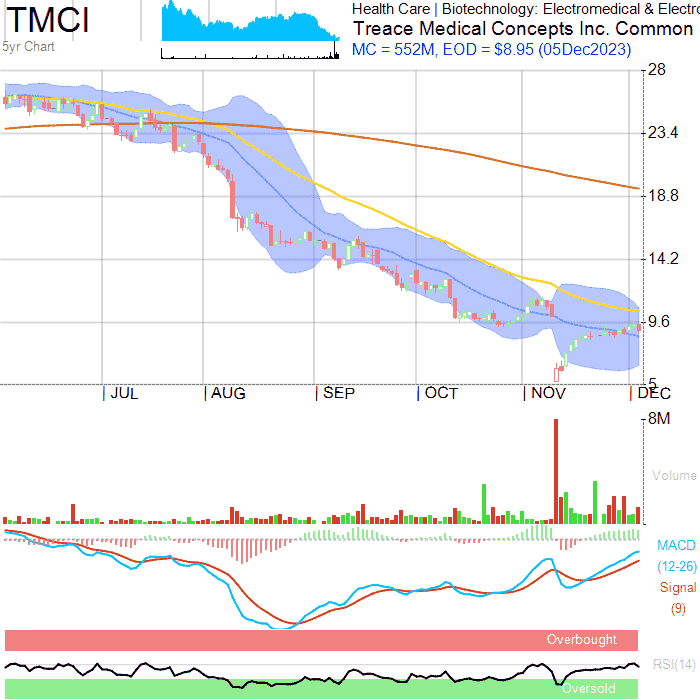 TMCI
5yr Chart
Health Care | Biotechnology: Electromedical & Electro
Treace Medical Concepts Inc. Common
MC = 552M, EOD = $8.95 (05Dec2023)
28
23.4
18.8
14.2
9.6
5
JUL AUG SEP OCT NOV DEC
8M
Volume
MACD
(12-26)
Signal
(9)
Overbought
RSI(14)
Oversold